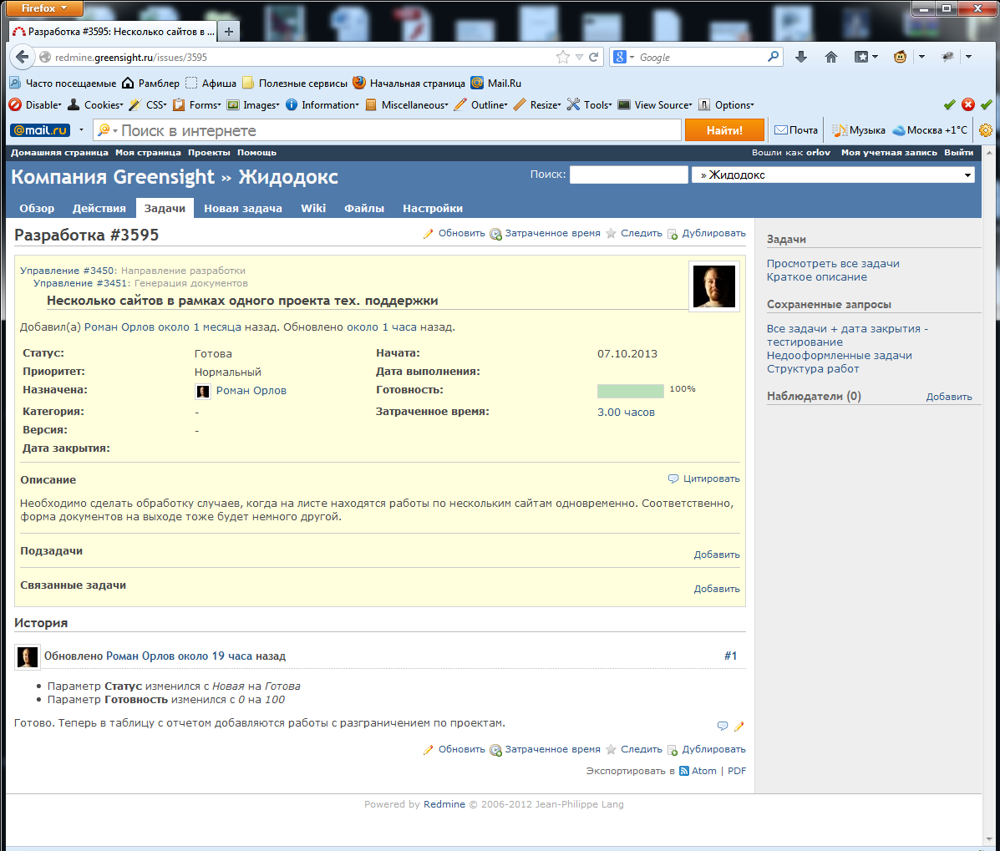 Firefox
Разработка #3595: Несколько сайтов в ...
redmine.greensight.ru/issues/3595
Google
Часто посещаемые Рамблер Афиша Полезные сервисы Начальная страница Mail.Ru
Disable Cookies CSS Forms Images Information Miscellaneous Outline Resize Tools View Source Options
@mail.ru Поиск в интернете Найти! Почта Музыка Москва +1°C
Домашняя страница Моя страница Проекты Помощь Вошли как orlov Моя учетная запись Выйти
Компания Greensight » Жидодокс Поиск: » Жидодокс
Обзор Действия Задачи Новая задача Wiki Файлы Настройки
Разработка #3595 Обновить Затраченное время Следить Дублировать
Управление #3450: Направление разработки
Управление #3451: Генерация документов
Несколько сайтов в рамках одного проекта тех. поддержки
Добавил(а) Роман Орлов около 1 месяца назад. Обновлено около 1 часа назад.
Статус: Готова Начата: 07.10.2013
Приоритет: Нормальный Дата выполнения:
Назначена: Роман Орлов Готовность: 100%
Категория: - Затраченное время: 3.00 часов
Версия: -
Дата закрытия:
Описание Цитировать
Необходимо сделать обработку случаев, когда на листе находятся работы по нескольким сайтам одновременно. Соответственно,
форма документов на выходе тоже будет немного другой.
Подзадачи Добавить
Связанные задачи Добавить
История
Обновлено Роман Орлов около 19 часа назад #1
Параметр Статус изменился с Новая на Готова
Параметр Готовность изменился с 0 на 100
Готово. Теперь в таблицу с отчетом добавляются работы с разграничением по проектам.
Обновить Затраченное время Следить Дублировать
Экспортировать в Atom | PDF
Задачи
Просмотреть все задачи
Краткое описание
Сохраненные запросы
Все задачи + дата закрытия -
тестирование
Недооформленные задачи
Структура работ
Наблюдатели (0) Добавить
Powered by Redmine © 2006-2012 Jean-Philippe Lang